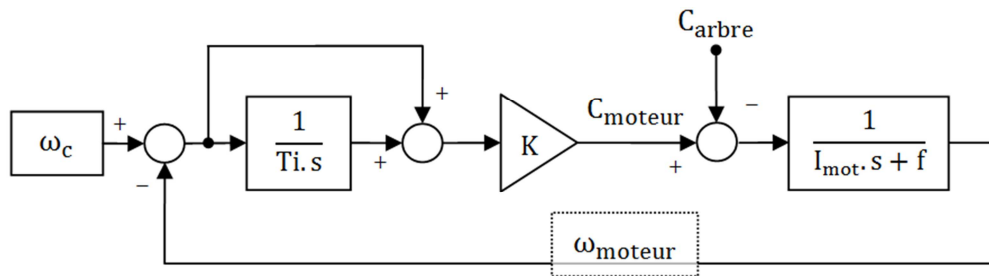 C_arbre
+
+
1
C_moteur
−
1
ω_c
+
−
Ti.s
+
K
+
I_mot.s + f
ω_moteur